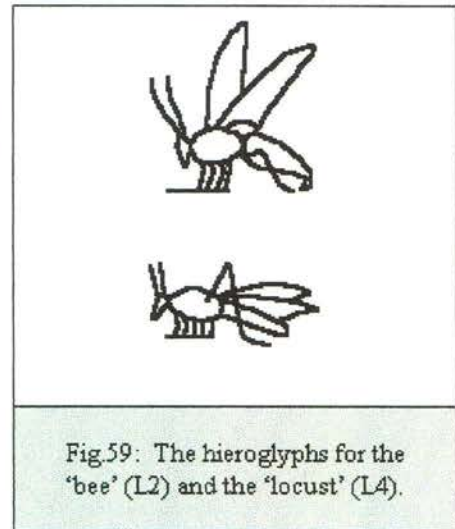 Fig.59: The hieroglyphs for the
‘bee’ (L2) and the ‘locust’ (L4).